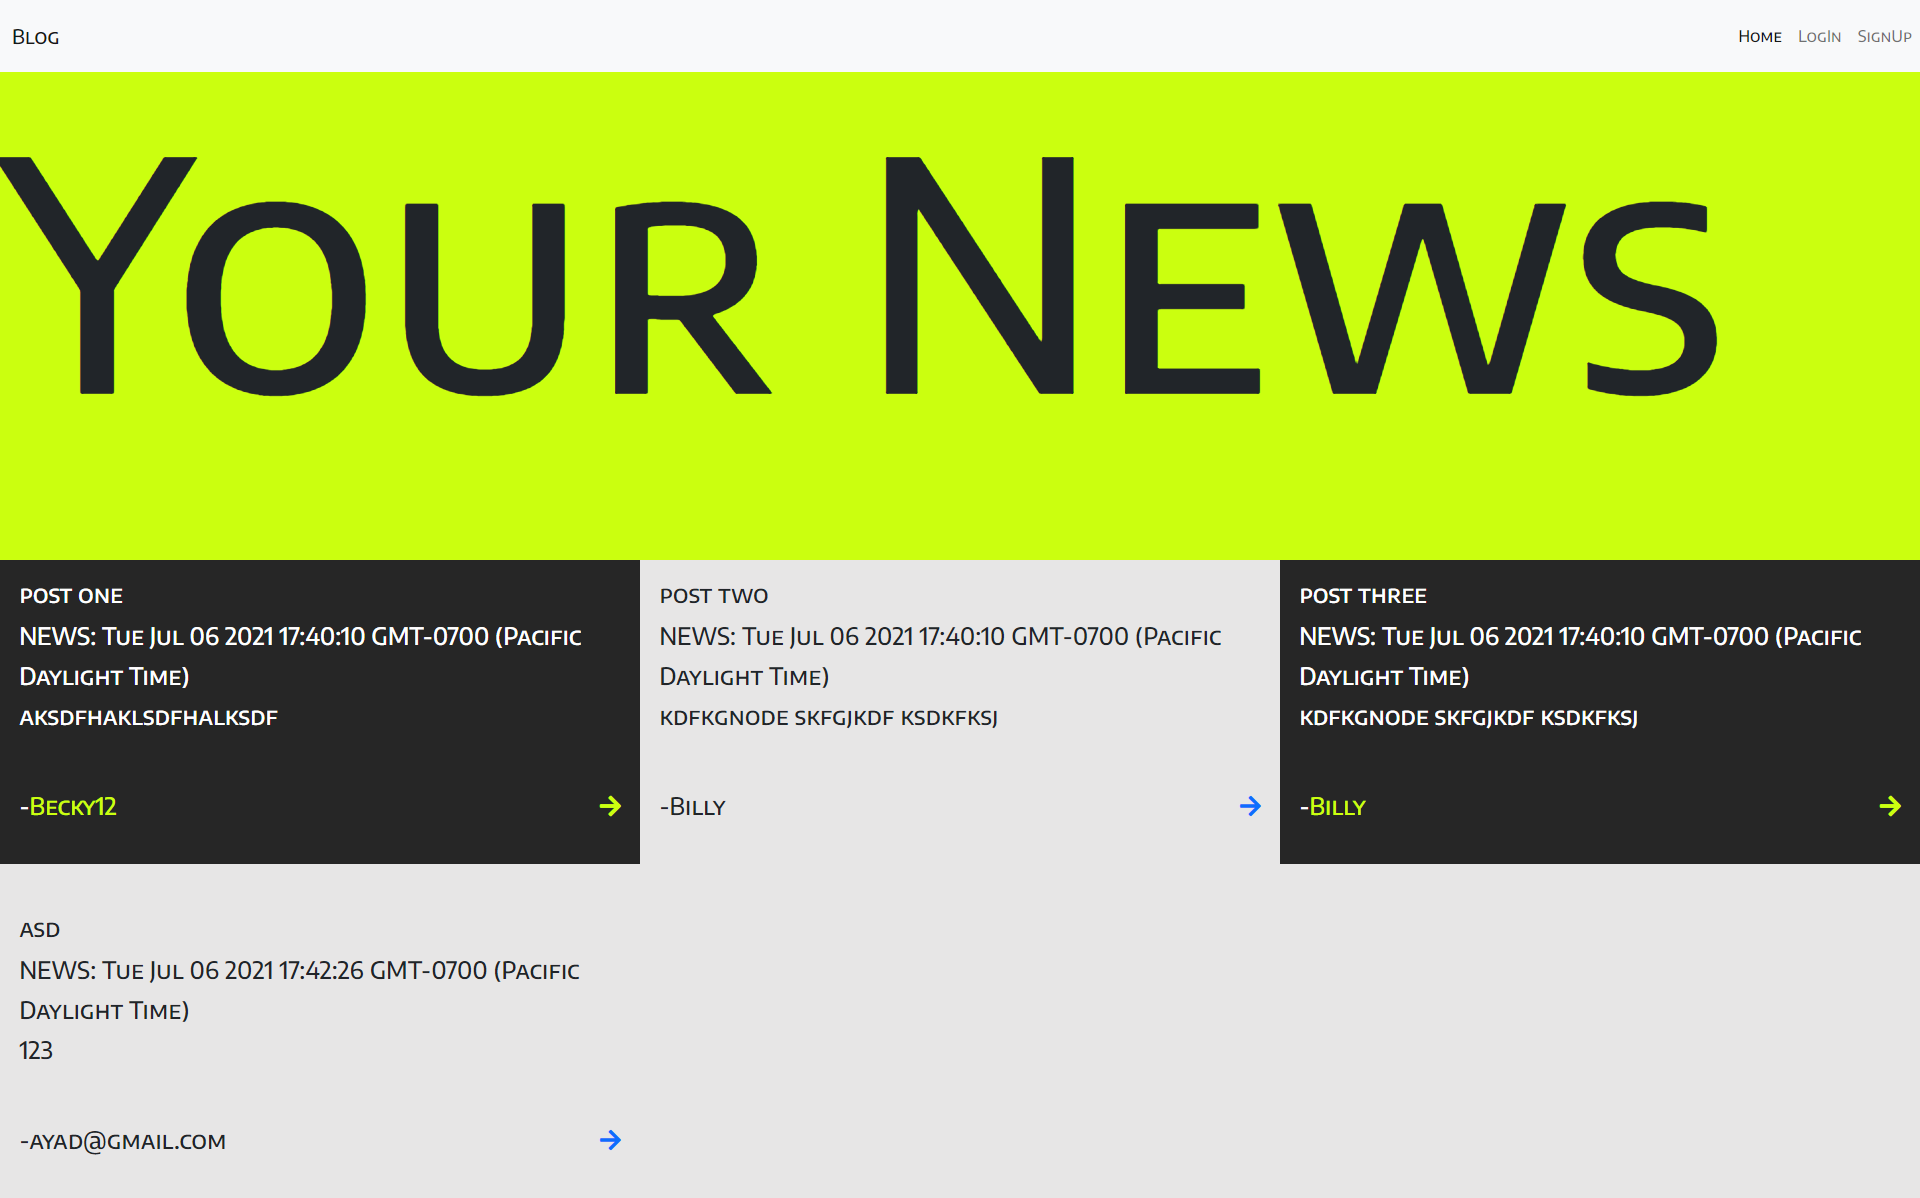 Blog
Home LogIn SignUp
Your News
post one
NEWS: Tue Jul 06 2021 17:40:10 GMT-0700 (Pacific
Daylight Time)
aksdfhaklsdfhalksdf
-Becky12
post two
NEWS: Tue Jul 06 2021 17:40:10 GMT-0700 (Pacific
Daylight Time)
kdfkgnode skfgjkdf ksdkfksj
-Billy
post three
NEWS: Tue Jul 06 2021 17:40:10 GMT-0700 (Pacific
Daylight Time)
kdfkgnode skfgjkdf ksdkfksj
-Billy
asd
NEWS: Tue Jul 06 2021 17:42:26 GMT-0700 (Pacific
Daylight Time)
123
-ayad@gmail.com